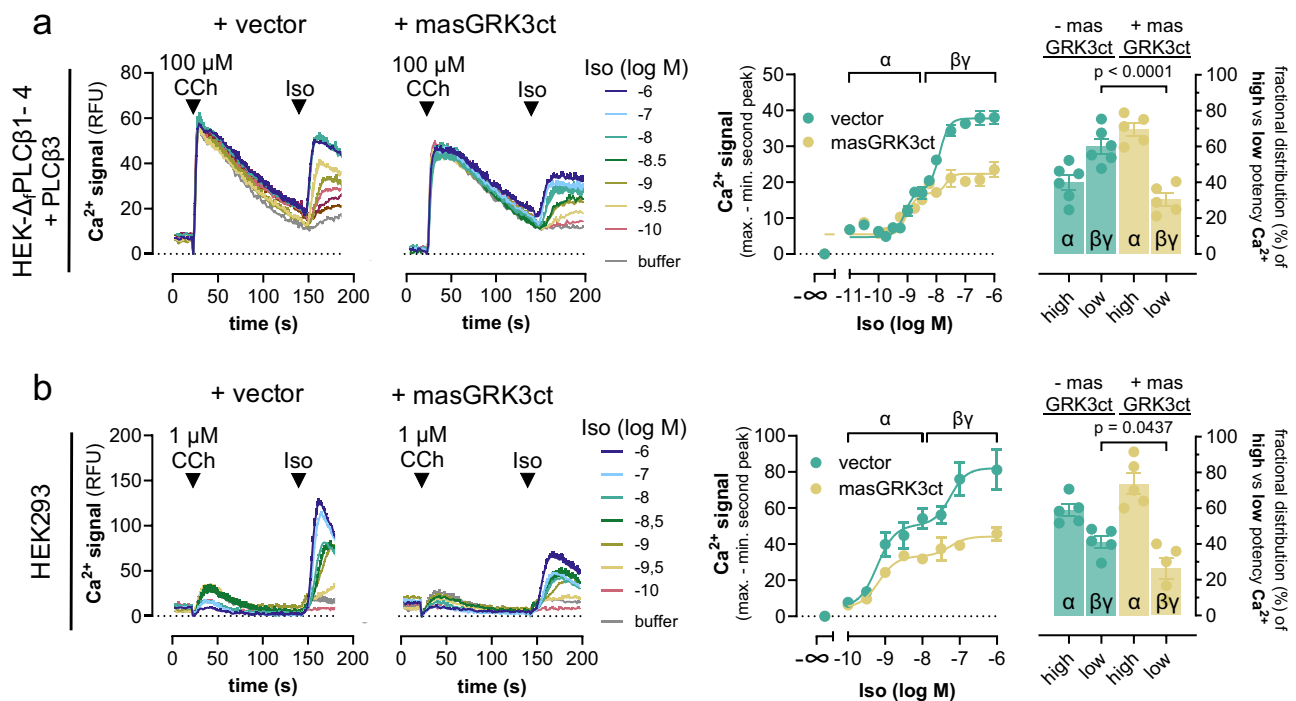 a
HEK-ΔfPLCβ1- 4
+ PLCβ3
+ vector
+ masGRK3ct
100 µM
CCh
Iso
100 µM
CCh
Iso
Ca2+ signal (RFU)
80
60
40
20
0
0 50 100 150 200
time (s)
0 50 100 150 200
time (s)
Iso (log M)
-6
-7
-8
-8.5
-9
-9.5
-10
buffer
Ca2+ signal
(max. - min. second peak)
50
40
30
20
10
0
α
βγ
vector
masGRK3ct
-∞ -11 -10 -9 -8 -7 -6
Iso (log M)
- mas
GRK3ct
+ mas
GRK3ct
p < 0.0001
α βγ α βγ
high low high low
100
80
60
40
20
0
fractional distribution (%) of
high vs low potency Ca2+
b
HEK293
+ vector
+ masGRK3ct
1 µM
CCh
Iso
1 µM
CCh
Iso
Ca2+ signal (RFU)
200
150
100
50
0
0 50 100 150 200
time (s)
0 50 100 150 200
time (s)
Iso (log M)
-6
-7
-8
-8,5
-9
-9,5
-10
buffer
Ca2+ signal
(max. - min. second peak)
100
80
60
40
20
0
α
βγ
vector
masGRK3ct
-∞ -10 -9 -8 -7 -6
Iso (log M)
- mas
GRK3ct
+ mas
GRK3ct
p = 0.0437
α βγ α βγ
high low high low
100
80
60
40
20
0
fractional distribution (%) of
high vs low potency Ca2+